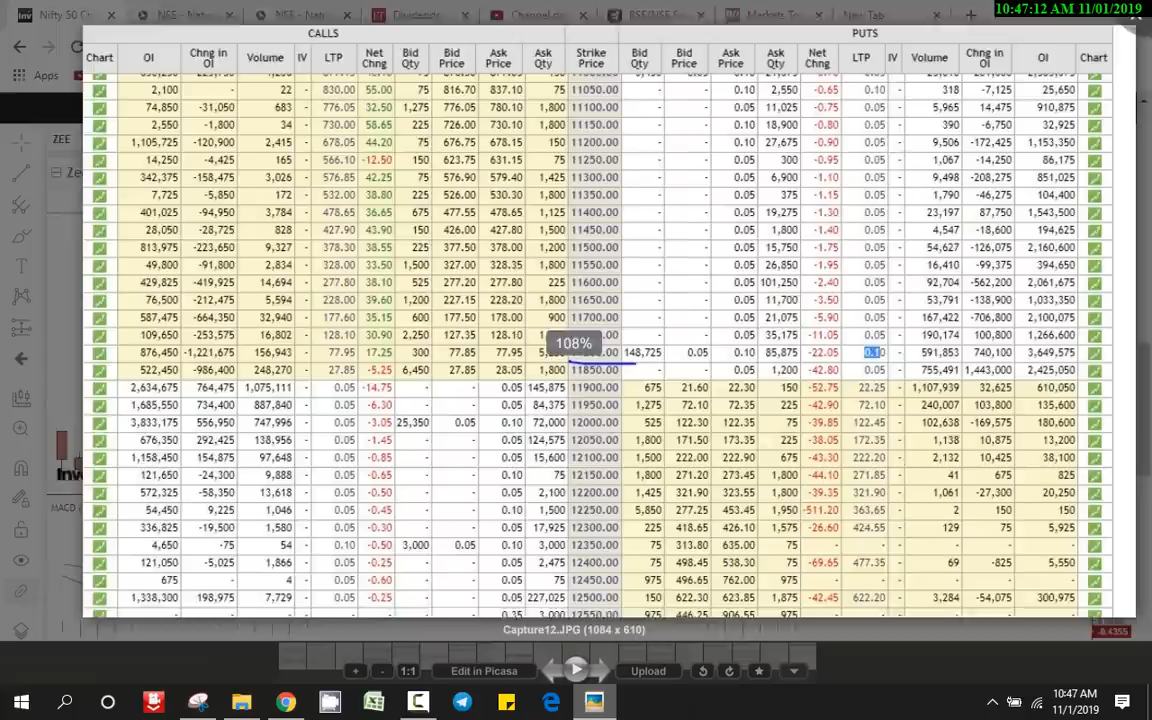 10:47:12 AM 11/01/2019
Nifty 50 C
NSE - Nat
NSE - Nat
Dividends
Channel
BSE/NSE
Markets To
New Tab
Apps
ZEE
Ze
CALLS PUTS
Chart OI Chng in OI Volume IV LTP Net Chng Bid Qty Bid Price Ask Price Ask Qty Strike Price Bid Qty Bid Price Ask Price Ask Qty Net Chng LTP IV Volume Chng in OI OI Chart
2,100 - 22 830.00 55.00 75 816.70 837.10 75 11050.00 - - 0.10 2,550 -0.65 0.10 - 318 -7,125 25,650
74,850 -31,050 683 776.05 32.50 1,275 776.05 780.10 1,800 11100.00 - - 0.05 11,025 -0.75 0.05 - 5,965 14,475 910,875
2,550 -1,800 34 730.00 58.65 225 726.00 730.10 1,800 11150.00 - - 0.10 18,900 -0.80 0.05 - 390 -6,750 32,925
1,105,725 -120,900 2,415 678.05 44.20 75 676.75 678.15 150 11200.00 - - 0.05 27,675 -0.90 0.05 - 9,506 -172,425 1,153,350
14,250 -4,425 165 566.10 -12.50 150 623.75 631.15 75 11250.00 - - 0.05 300 -0.95 0.05 - 1,067 -14,250 86,175
342,375 -158,475 3,026 576.85 42.25 75 576.90 579.40 1,425 11300.00 - - 0.05 6,900 -1.10 0.05 - 9,498 -208,275 851,025
7,725 -5,850 172 532.00 38.80 75 526.00 530.30 1,800 11350.00 - - 0.05 375 -1.15 0.05 - 1,790 -46,275 104,400
401,025 -94,950 3,784 478.65 36.65 675 477.55 478.65 1,125 11400.00 - - 0.05 19,275 -1.30 0.05 - 23,197 87,750 1,543,500
28,050 -28,725 828 427.90 43.90 150 426.00 427.80 1,500 11450.00 - - 0.05 1,800 -1.40 0.05 - 4,547 -18,600 194,625
813,975 -223,650 9,327 378.30 38.55 225 377.50 378.00 1,200 11500.00 - - 0.05 15,750 -1.75 0.05 - 54,627 -126,075 2,160,600
49,800 -91,800 2,834 328.00 33.50 1,500 327.00 328.35 1,800 11550.00 - - 0.05 26,850 -1.95 0.05 - 16,410 -99,375 394,650
429,825 -419,925 14,694 277.80 38.10 525 277.20 277.80 225 11600.00 - - 0.05 101,250 -2.40 0.05 - 92,704 -562,200 2,061,675
76,500 -212,475 5,594 228.00 39.60 1,200 227.15 228.20 1,800 11650.00 - - 0.05 11,700 -3.50 0.05 - 53,791 -138,900 1,033,350
587,475 -664,350 32,940 177.60 35.15 600 177.50 178.00 900 11700.00 - - 0.05 21,075 -5.90 0.05 - 167,422 -706,800 2,100,075
109,650 -253,575 16,802 128.10 30.90 2,250 127.35 128.10 - - 0.05 35,175 -11.05 0.05 - 190,174 100,800 1,266,600
108%
876,450 -1,221,675 156,943 77.95 17.25 300 77.85 77.95 148,725 0.05 0.10 85,875 -22.05 0.10 - 591,853 740,100 3,649,575
522,450 -986,400 248,270 27.85 -5.25 6,450 27.85 28.05 1,800 11850.00 - - 0.05 1,200 -42.80 0.05 - 755,491 1,443,000 2,425,050
2,634,675 764,475 1,075,111 0.05 -14.75 - - 0.05 145,875 11900.00 675 21.60 22.30 150 -52.75 22.25 - 1,107,939 32,625 610,050
1,685,550 734,400 887,840 0.05 -6.30 - - 0.05 84,375 11950.00 1,275 72.10 72.35 225 -42.90 72.10 - 240,007 103,800 135,600
3,833,175 556,950 747,996 0.05 -3.05 25,350 0.05 0.10 72,000 12000.00 525 122.30 122.35 75 -39.85 122.45 - 102,638 -169,575 180,600
676,350 292,425 138,956 0.05 -1.45 - - 0.05 124,575 12050.00 1,800 171.50 173.35 225 -38.05 172.35 - 1,138 10,875 13,200
1,158,450 154,875 97,648 0.05 -0.85 - - 0.05 15,600 12100.00 1,500 222.00 222.90 675 -43.30 222.20 - 2,132 10,425 38,100
121,650 -24,300 9,888 0.05 -0.65 - - 0.10 75 12150.00 1,800 271.20 273.45 1,800 -44.10 271.85 - 41 675 825
572,325 -58,350 13,618 0.05 -0.50 - - 0.05 2,100 12200.00 1,425 321.90 323.55 1,800 -39.35 321.90 - 1,061 -27,300 20,250
54,450 9,225 1,046 0.05 -0.45 - - 0.10 1,500 12250.00 5,850 277.25 453.45 1,950 -511.20 363.65 - 2 150 150
336,825 -19,500 1,580 0.05 -0.30 - - 0.05 17,925 12300.00 225 418.65 426.10 1,575 -26.60 424.55 - 129 75 5,925
4,650 -75 54 0.10 -0.50 3,000 0.05 0.10 3,000 12350.00 75 313.80 635.00 75 - - - - - -
121,050 -5,025 1,866 0.05 -0.25 - - 0.05 2,475 12400.00 75 498.45 538.30 75 -69.65 477.35 - 69 -825 5,550
675 - 4 0.05 -0.60 - - 0.05 75 12450.00 975 496.65 762.00 75 - - - - - -
1,338,300 198,975 7,729 0.05 -0.25 - - 0.05 227,025 12500.00 150 622.30 623.85 1,875 -42.45 622.20 - 3,284 -54,075 300,975
0.35 3,000 12550.00 975 446.25 906.55
Capture12.JPG (1084 x 610)
MACD
-8.4355
1:1
Edit in Picasa
Upload
10:47 AM
11/1/2019